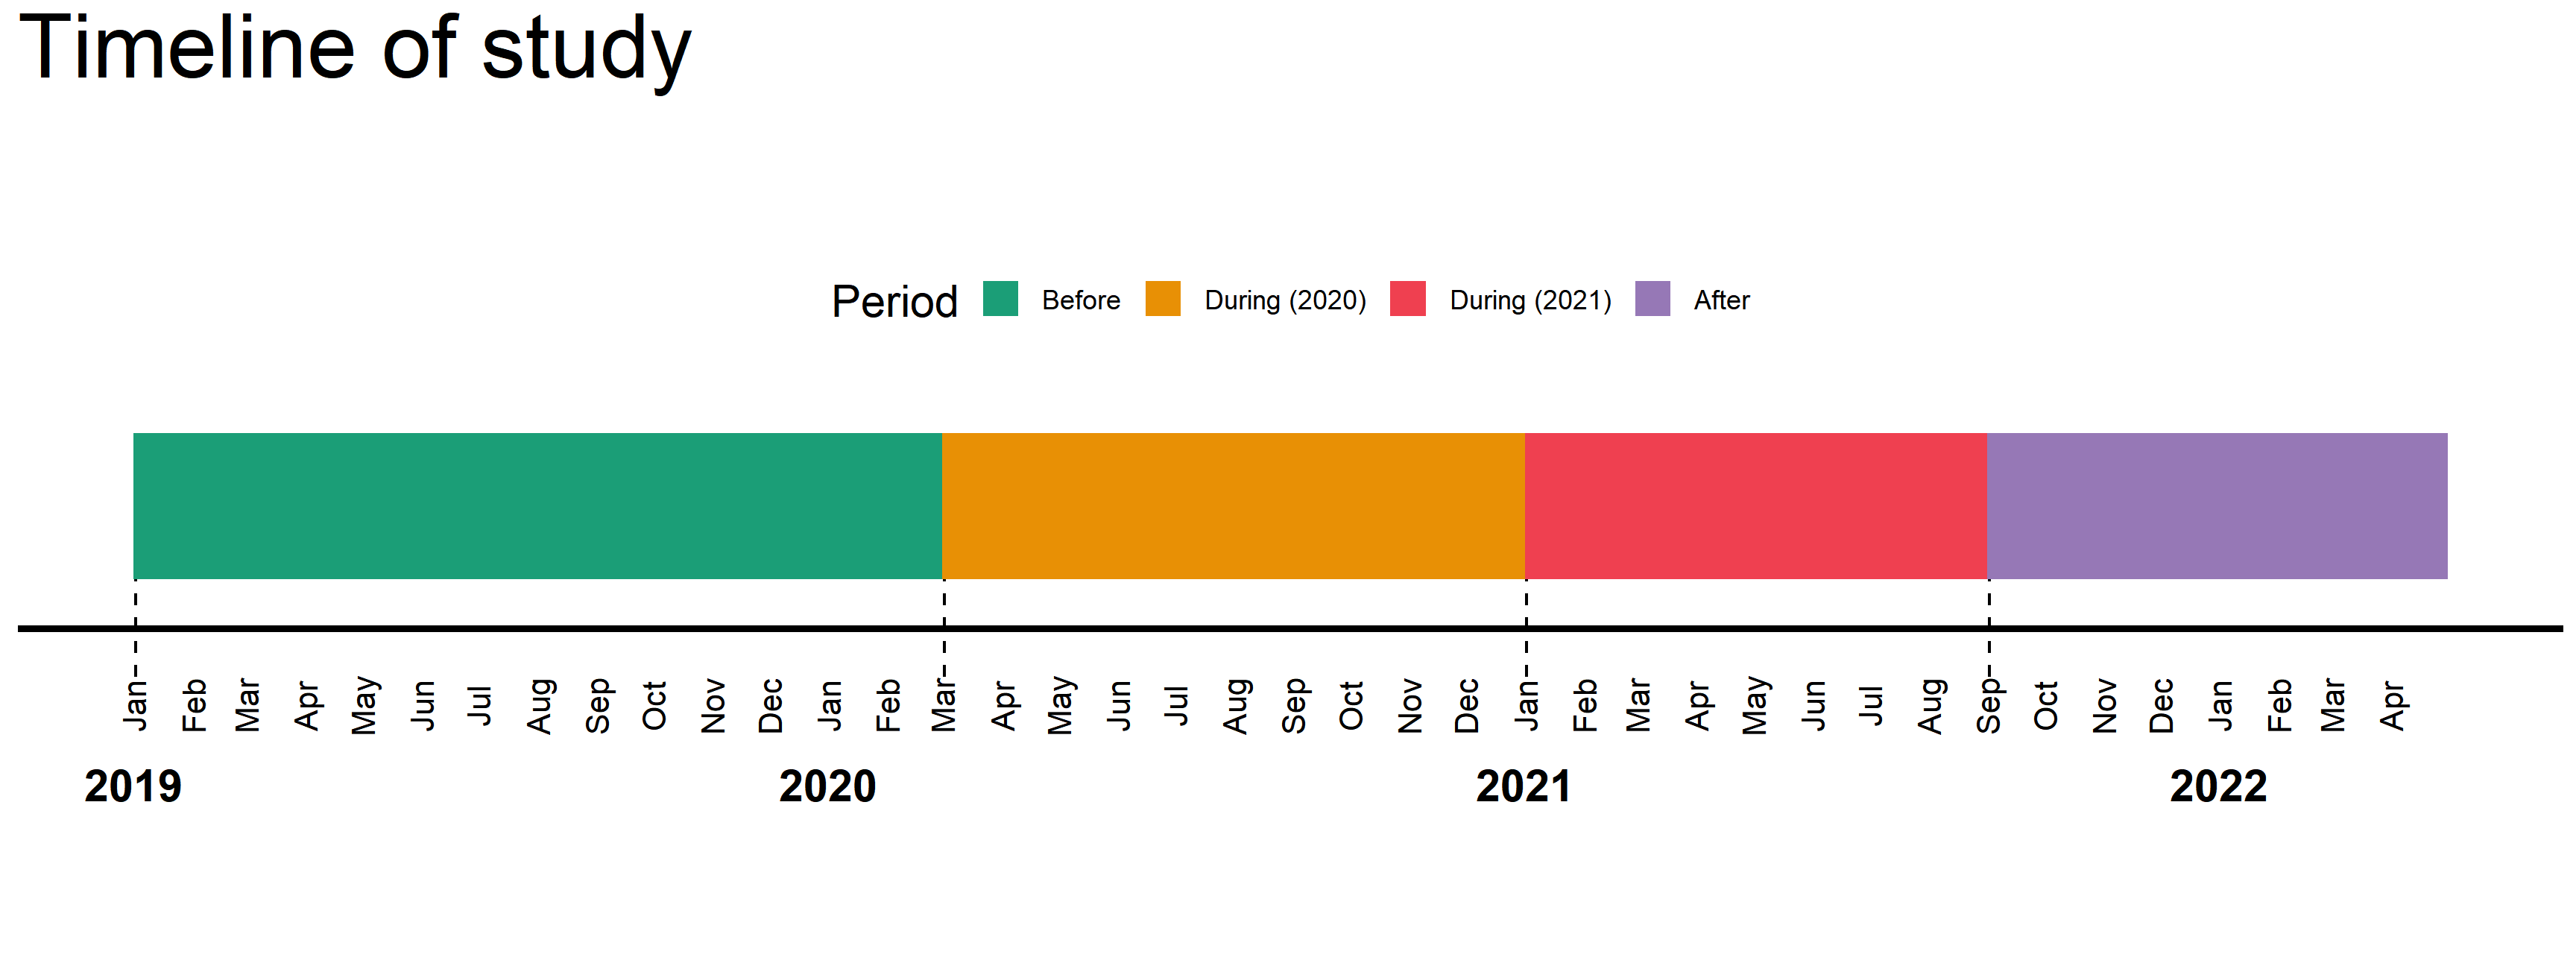 Timeline of study
Period Before During (2020) During (2021) After
Jan Feb Mar Apr May Jun Jul Aug Sep Oct Nov Dec Jan Feb Mar Apr May Jun Jul Aug Sep Oct Nov Dec Jan Feb Mar Apr May Jun Jul Aug Sep Oct Nov Dec Jan Feb Mar Apr
2019 2020 2021 2022